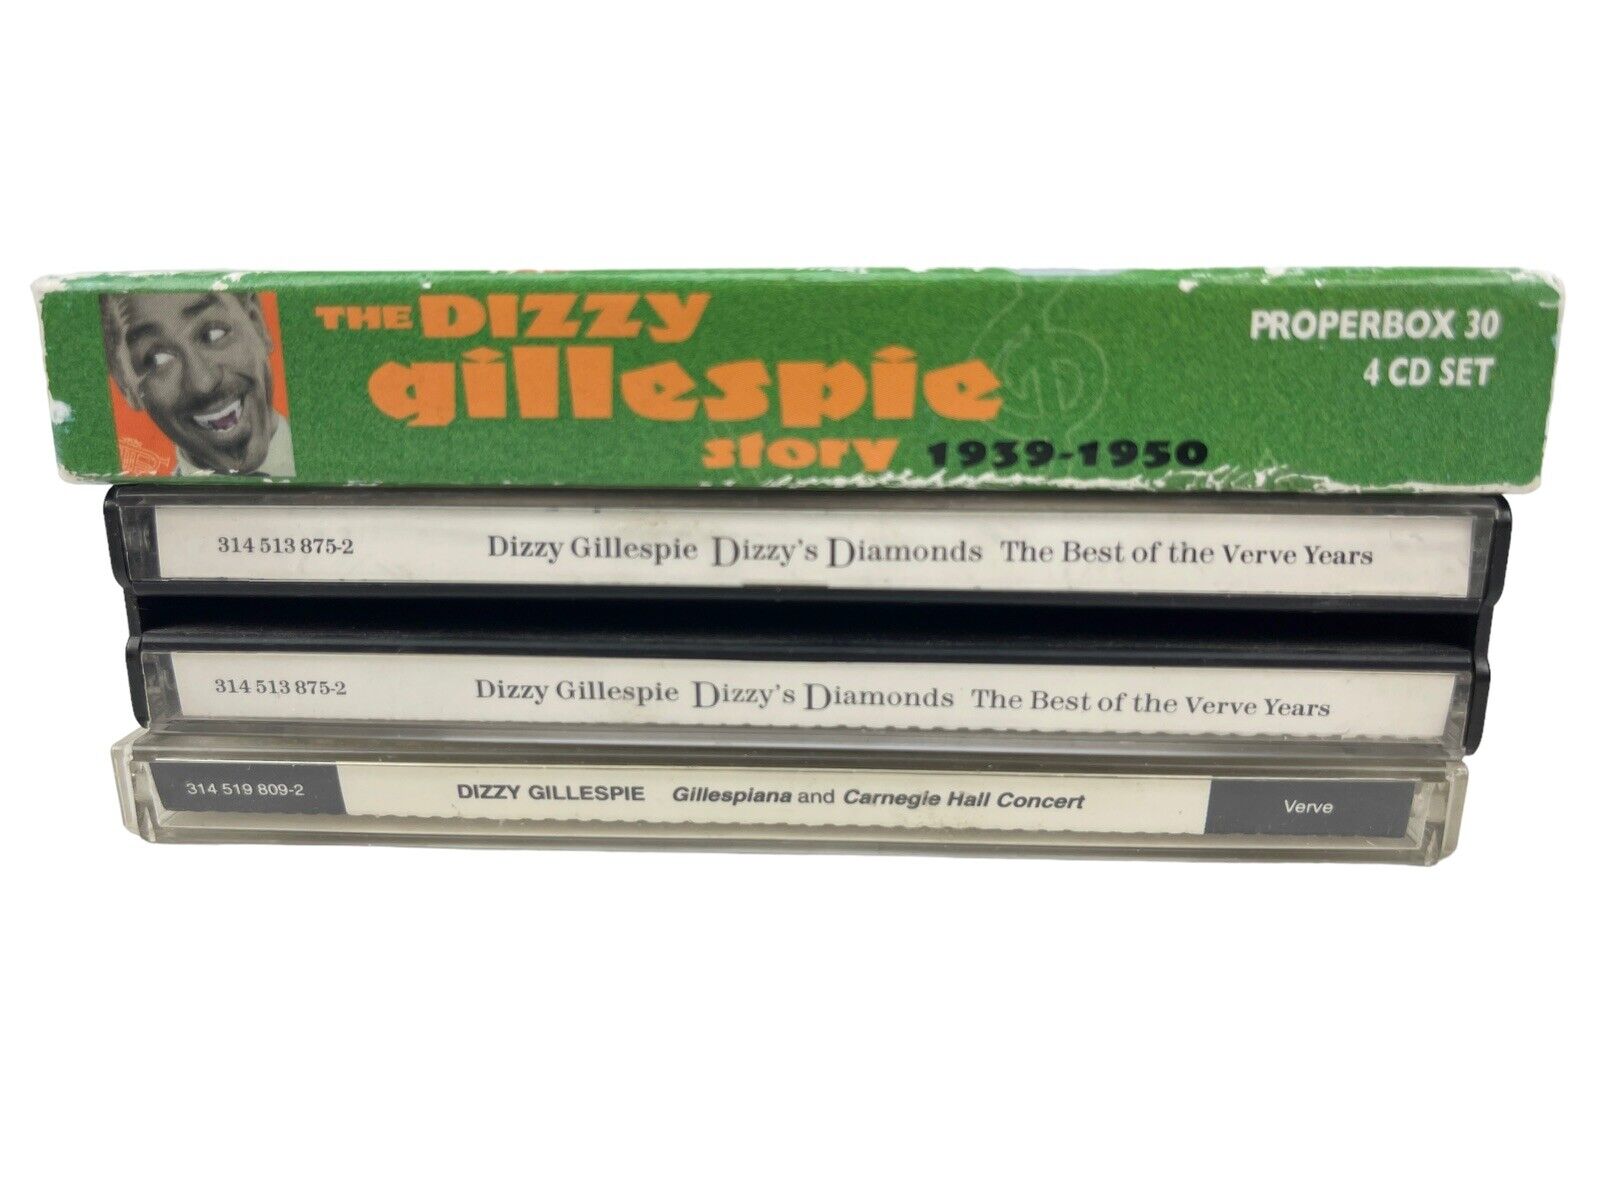 THE DIZZY
gillespie
story 1939-1950
PROPERBOX 30
4 CD SET
314 513 875-2 Dizzy Gillespie Dizzy's Diamonds The Best of the Verve Years
314 513 875-2 Dizzy Gillespie Dizzy's Diamonds The Best of the Verve Years
314 519 809-2 DIZZY GILLESPIE Gillespiana and Carnegie Hall Concert Verve